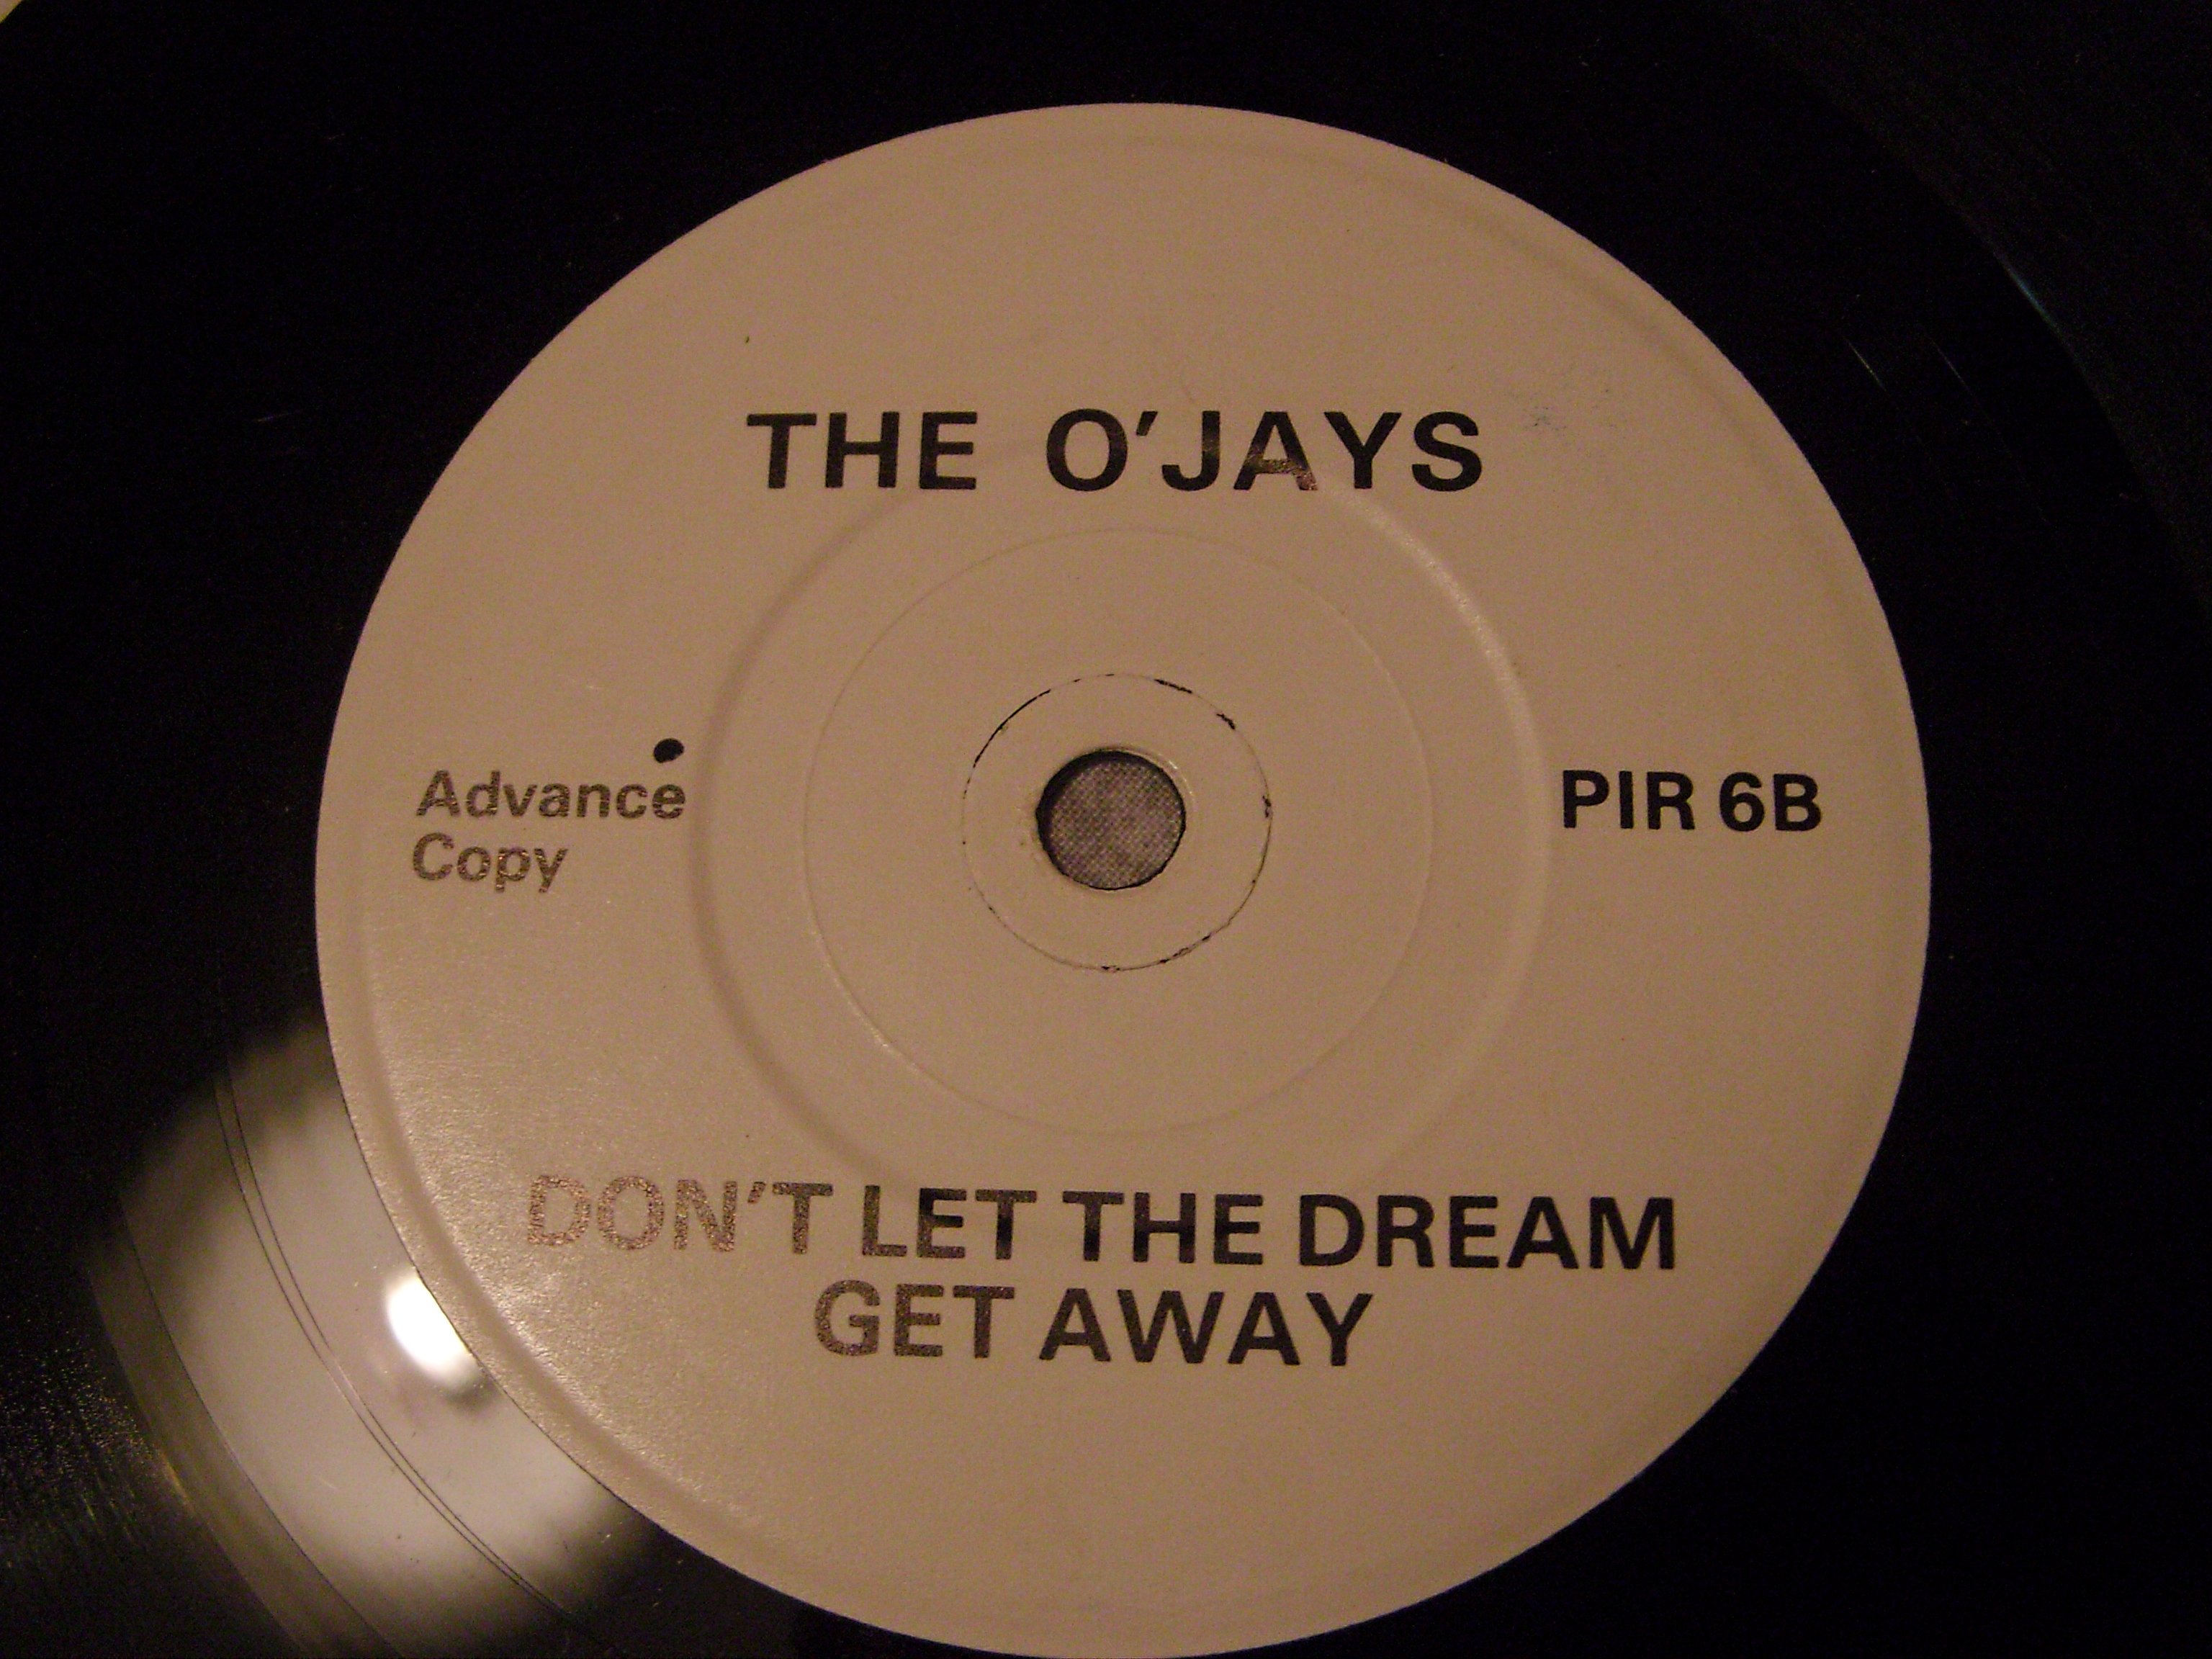 THE O'JAYS
Advance
Copy
PIR 6B
DON'T LET THE DREAM
GET AWAY